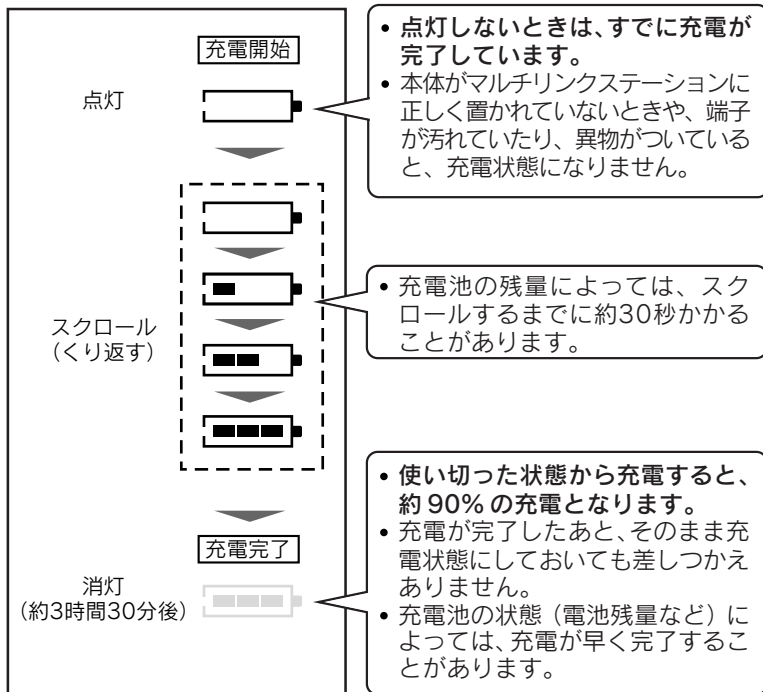 充電開始
点灯
• 点灯しないときは、すでに充電が
完了しています。
• 本体がマルチリンクステーションに
正しく置かれていないときや、端子
が汚れていたり、異物がついている
と、充電状態になりません。
スクロール
（くり返す）
• 充電池の残量によっては、スク
ロールするまでに約30秒かかる
ことがあります。
充電完了
消灯
（約3時間30分後）
• 使い切った状態から充電すると、
約 90% の充電となります。
• 充電が完了したあと、そのまま充
電状態にしておいても差しつかえ
ありません。
• 充電池の状態（電池残量など）に
よっては、充電が早く完了するこ
とがあります。